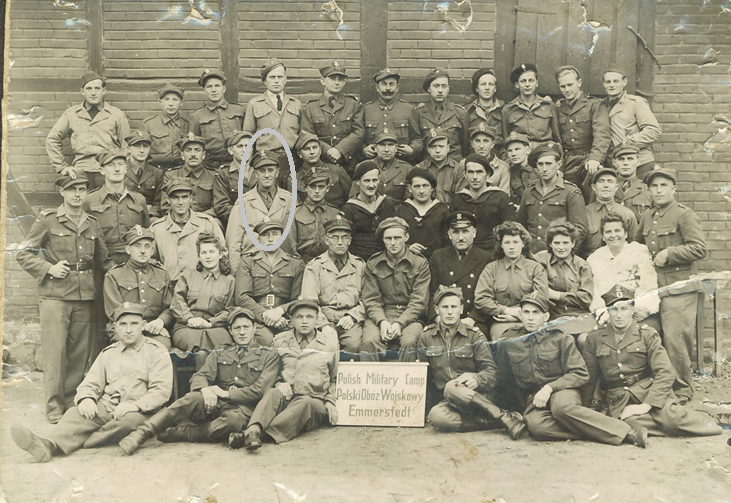 Polish Military Camp
Polski Obóz Wojskowy
Emmerstedt